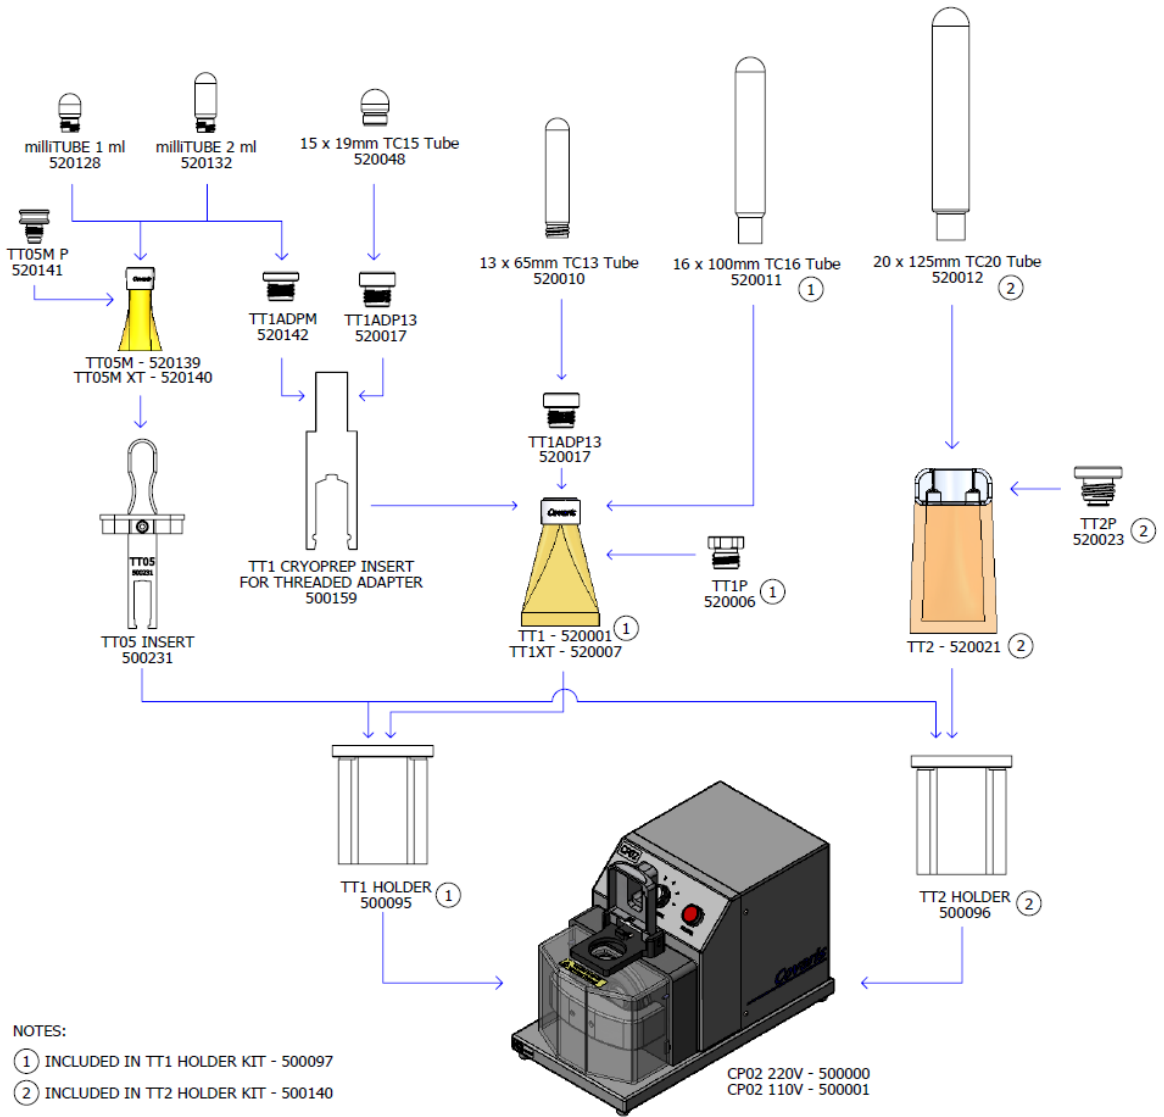 milliTUBE 1 ml
520128
milliTUBE 2 ml
520132
15 x 19mm TC15 Tube
520048
13 x 65mm TC13 Tube
520010
16 x 100mm TC16 Tube
520011
1
20 x 125mm TC20 Tube
520012
2
TT05M P
520141
Covaris
TT05M - 520139
TT05M XT - 520140
TT1ADPM
520142
TT1ADP13
520017
TT1ADP13
520017
TT05
500231
TT05 INSERT
500231
TT1 CRYOPREP INSERT
FOR THREADED ADAPTER
500159
Covaris
TT1P
520006
1
TT1 - 520001
TT1XT - 520007
1
TT2P
520023
2
TT2 - 520021
2
TT1 HOLDER
500095
1
TT2 HOLDER
500096
2
CP02
Covaris
CP02 220V - 500000
CP02 110V - 500001
NOTES:
1 INCLUDED IN TT1 HOLDER KIT - 500097
2 INCLUDED IN TT2 HOLDER KIT - 500140